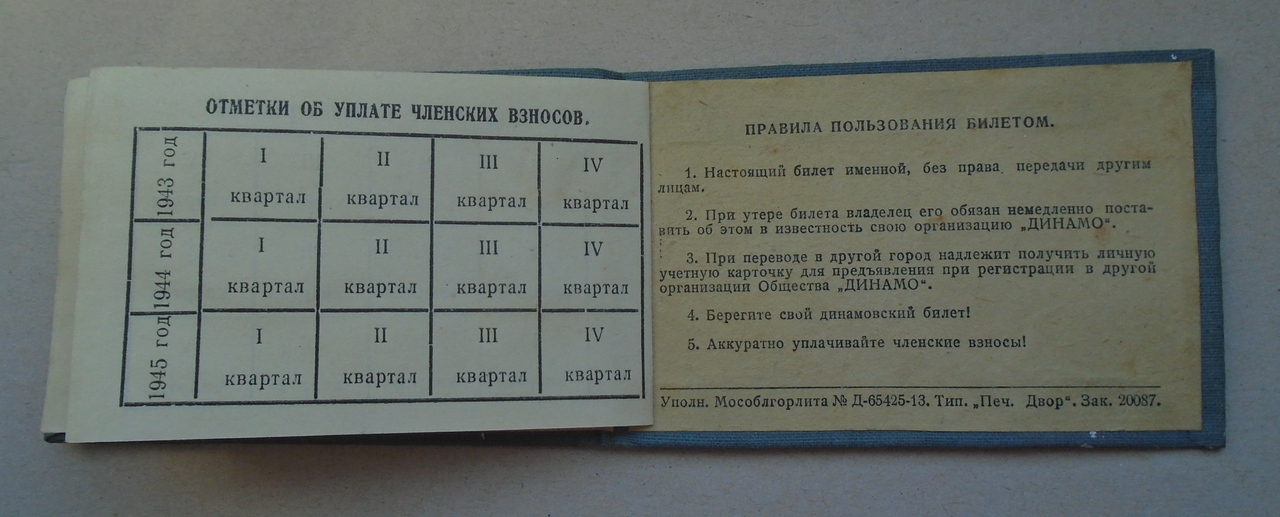 ОТМЕТКИ ОБ УПЛАТЕ ЧЛЕНСКИХ ВЗНОСОВ.
1943 год
I квартал
II квартал
III квартал
IV квартал
1944 год
I квартал
II квартал
III квартал
IV квартал
1945 год
I квартал
II квартал
III квартал
IV квартал
ПРАВИЛА ПОЛЬЗОВАНИЯ БИЛЕТОМ.
1. Настоящий билет именной, без права передачи другим
лицам.
2. При утере билета владелец его обязан немедленно поста-
вить об этом в известность свою организацию „ДИНАМО“.
3. При переводе в другой город надлежит получить личную
учетную карточку для предъявления при регистрации в другой
организации Общества „ДИНАМО“.
4. Берегите свой динамовский билет!
5. Аккуратно уплачивайте членские взносы!
Уполн. Мособлгорлита № Д-65425-13. Тип. „Печ. Двор“. Зак. 20087.